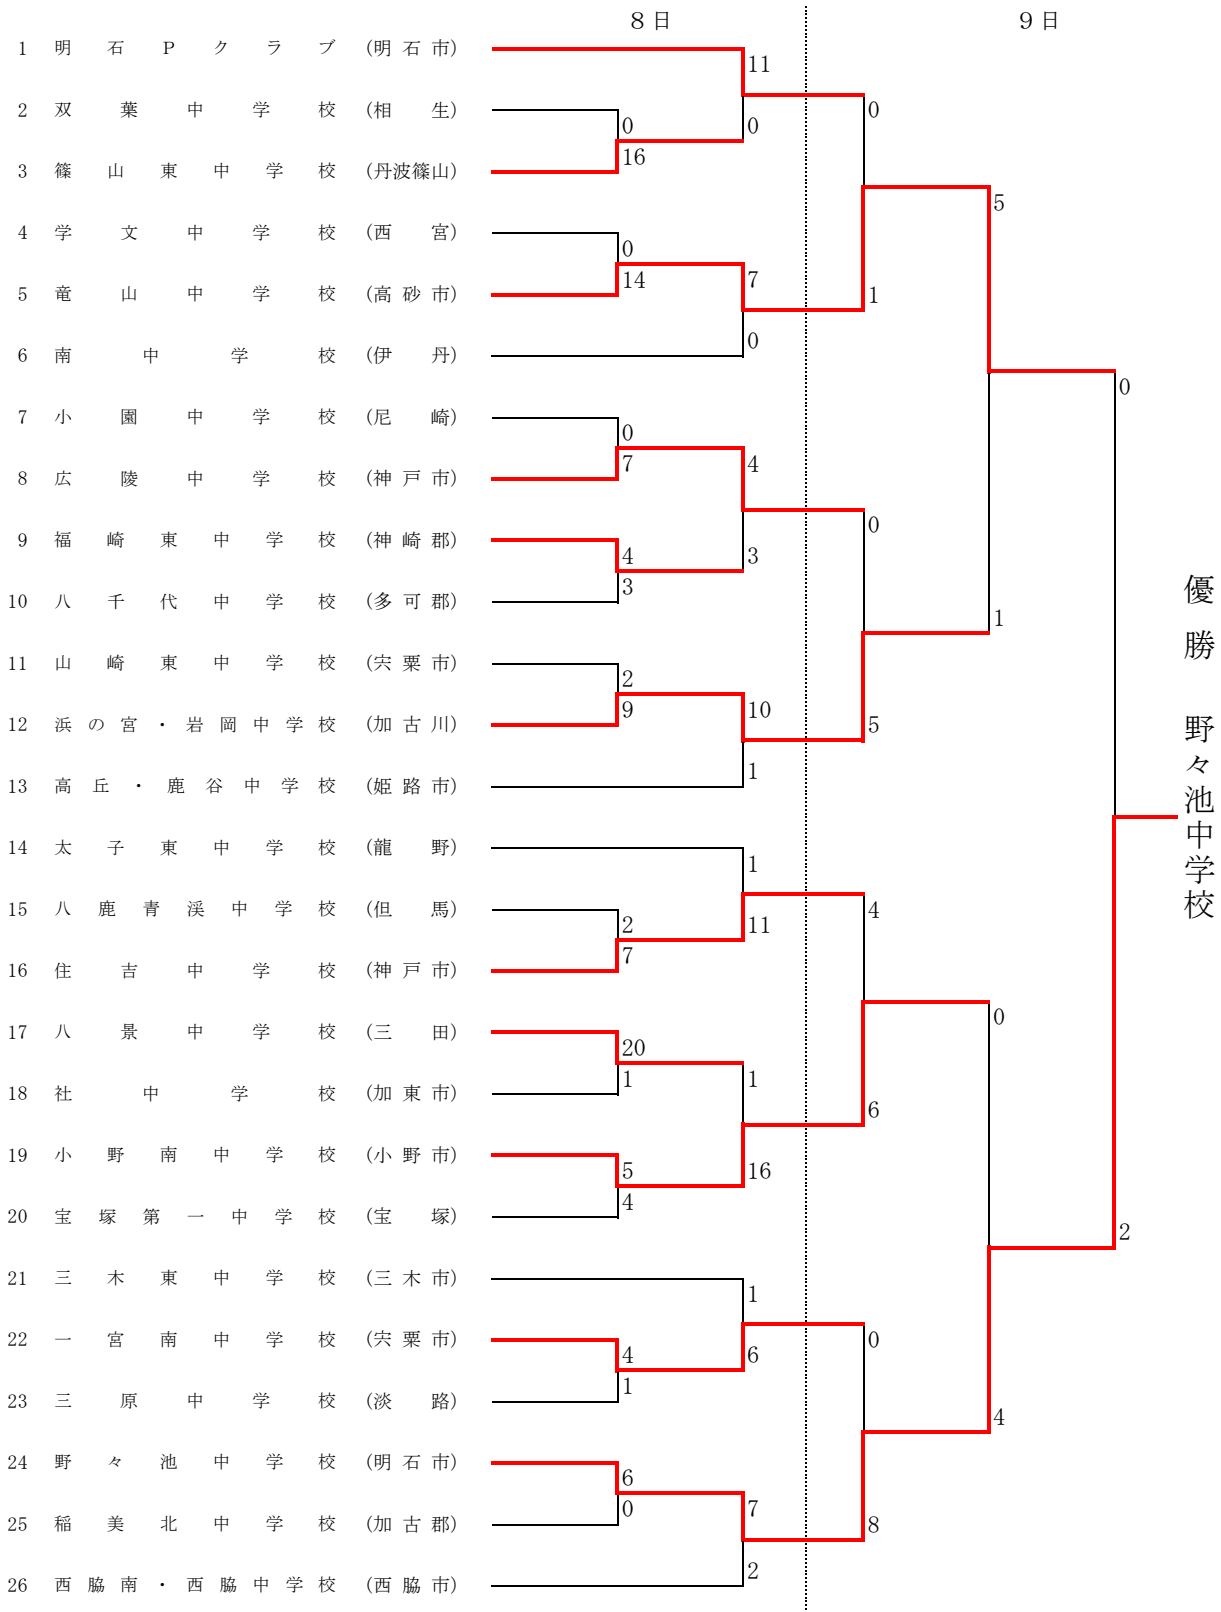 8日 9日
1 明石Pクラブ (明石市)
11
2 双葉中学校 (相生)
0
0
0
16
3 篠山東中学校 (丹波篠山)
5
4 学文中学校 (西宮)
0
14
7
1
5 竜山中学校 (高砂市)
0
6 南中学校 (伊丹)
0
7 小園中学校 (尼崎)
0
7
4
8 広陵中学校 (神戸市)
0
9 福崎東中学校 (神崎郡)
4
3
3
10 八千代中学校 (多可郡)
1
11 山崎東中学校 (宍粟市)
2
9
10
5
12 浜の宮・岩岡中学校 (加古川)
1
13 高丘・鹿谷中学校 (姫路市)
14 太子東中学校 (龍野)
1
4
15 八鹿青渓中学校 (但馬)
2
11
7
16 住吉中学校 (神戸市)
0
17 八景中学校 (三田)
20
1
1
18 社中学校 (加東市)
6
19 小野南中学校 (小野市)
5
16
4
20 宝塚第一中学校 (宝塚)
2
21 三木東中学校 (三木市)
1
0
22 一宮南中学校 (宍粟市)
4
6
1
23 三原中学校 (淡路)
4
24 野々池中学校 (明石市)
6
0
7
8
25 稲美北中学校 (加古郡)
2
26 西脇南・西脇中学校 (西脇市)
優勝 野々池中学校